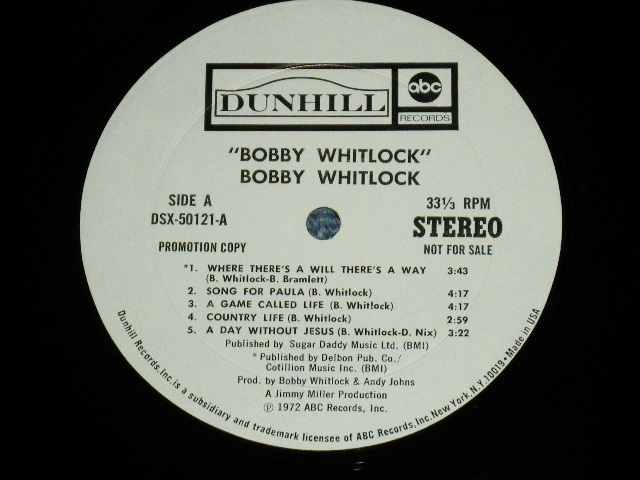 DUNHILL
abc
RECORDS
"BOBBY WHITLOCK"
BOBBY WHITLOCK
SIDE A
33⅓ RPM
DSX-50121-A
STEREO
PROMOTION COPY
NOT FOR SALE
*1. WHERE THERE'S A WILL THERE'S A WAY 3:43
(B. Whitlock-B. Bramlett)
2. SONG FOR PAULA (B. Whitlock) 4:17
3. A GAME CALLED LIFE (B. Whitlock) 4:17
4. COUNTRY LIFE (B. Whitlock) 2:59
5. A DAY WITHOUT JESUS (B. Whitlock-D. Nix) 3:22
Published by Sugar Daddy Music Ltd. (BMI)
* Published by Delbon Pub. Co./
Cotillion Music Inc. (BMI)
Prod. by Bobby Whitlock & Andy Johns
A Jimmy Miller Production
℗ 1972 ABC Records, Inc.
Dunhill Records, Inc. is a subsidiary and trademark licensee of ABC Records, Inc. New York, N.Y. 10019 • Made in USA